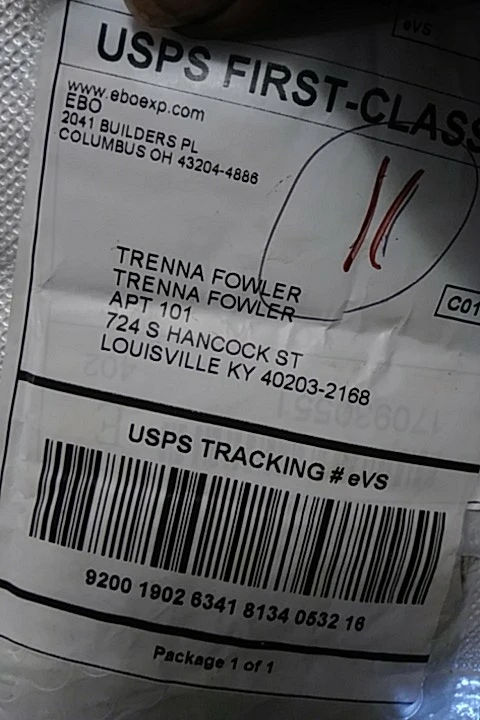 eVS
USPS FIRST-CLASS
www.eboexp.com
EBO
2041 BUILDERS PL
COLUMBUS OH 43204-4886
TRENNA FOWLER
TRENNA FOWLER
APT 101
724 S HANCOCK ST
LOUISVILLE KY 40203-2168
C01
USPS TRACKING # eVS
9200 1902 6341 8134 0532 16
Package 1 of 1